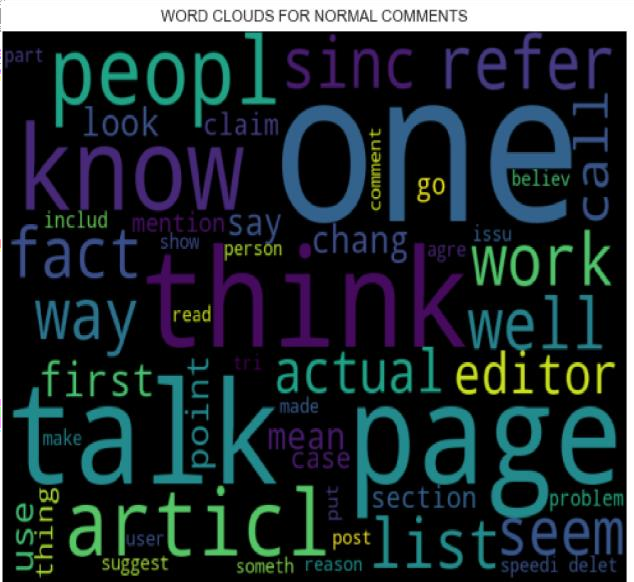 WORD CLOUDS FOR NORMAL COMMENTS
part
peopl
sinc
refer
look
claim
call
know
one
comment
go
believ
includ
mention
say
issu
fact
show
person
chang
agre
work
way
think
read
well
first
point
tri
actual
editor
talk page
make
made
mean
case
section
problem
use
thing
articl
put
list
seem
user
post
suggest
someth
reason
speedi delet